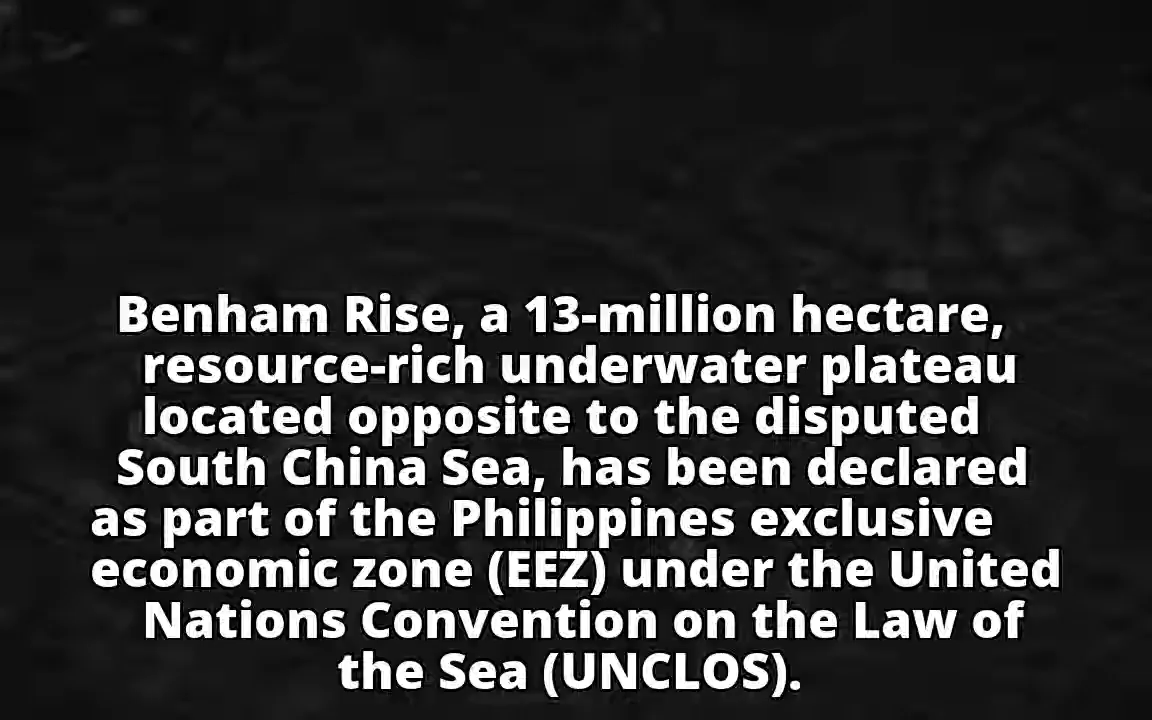 Benham Rise, a 13-million hectare,
resource-rich underwater plateau
located opposite to the disputed
South China Sea, has been declared
as part of the Philippines exclusive
economic zone (EEZ) under the United
Nations Convention on the Law of
the Sea (UNCLOS).